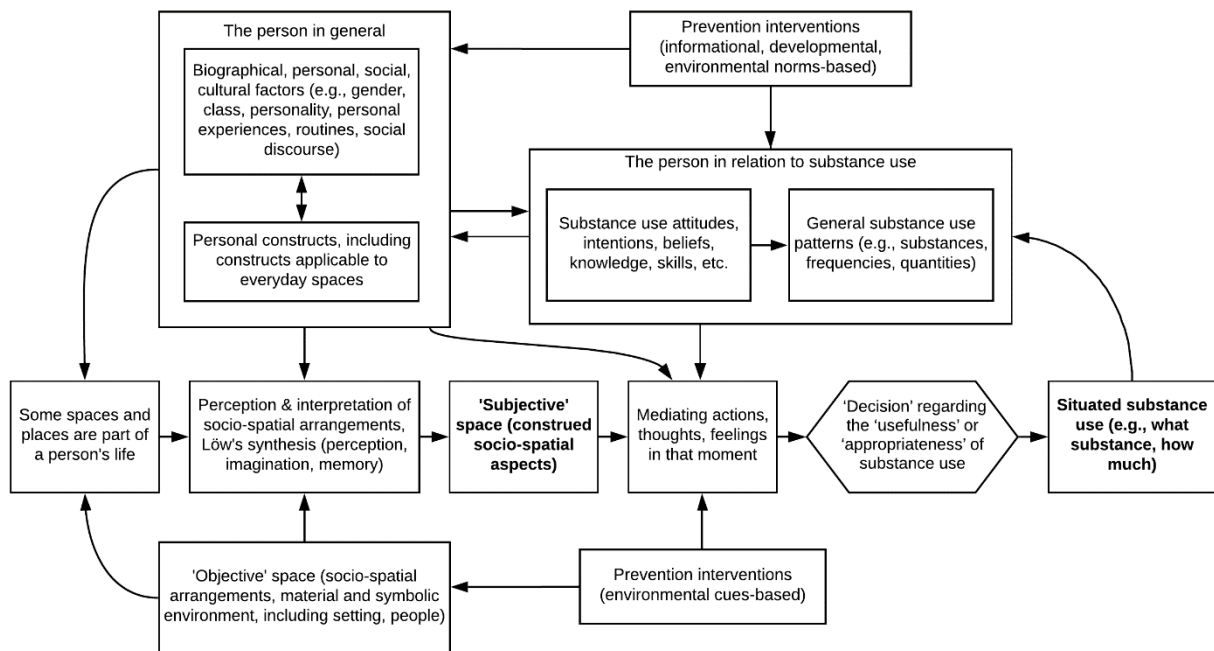 The person in general
Biographical, personal, social,
cultural factors (e.g., gender,
class, personality, personal
experiences, routines, social
discourse)
Personal constructs, including
constructs applicable to
everyday spaces
Prevention interventions
(informational, developmental,
environmental norms-based)
The person in relation to substance use
Substance use attitudes,
intentions, beliefs,
knowledge, skills, etc.
General substance use
patterns (e.g., substances,
frequencies, quantities)
Some spaces and
places are part of
a person's life
Perception & interpretation of
socio-spatial arrangements,
Löw's synthesis (perception,
imagination, memory)
'Subjective'
space (construed
socio-spatial
aspects)
Mediating actions,
thoughts, feelings
in that moment
‘Decision’ regarding
the ‘usefulness’ or
‘appropriateness’ of
substance use
Situated substance
use (e.g., what
substance, how
much)
'Objective' space (socio-spatial
arrangements, material and symbolic
environment, including setting, people)
Prevention interventions
(environmental cues-based)